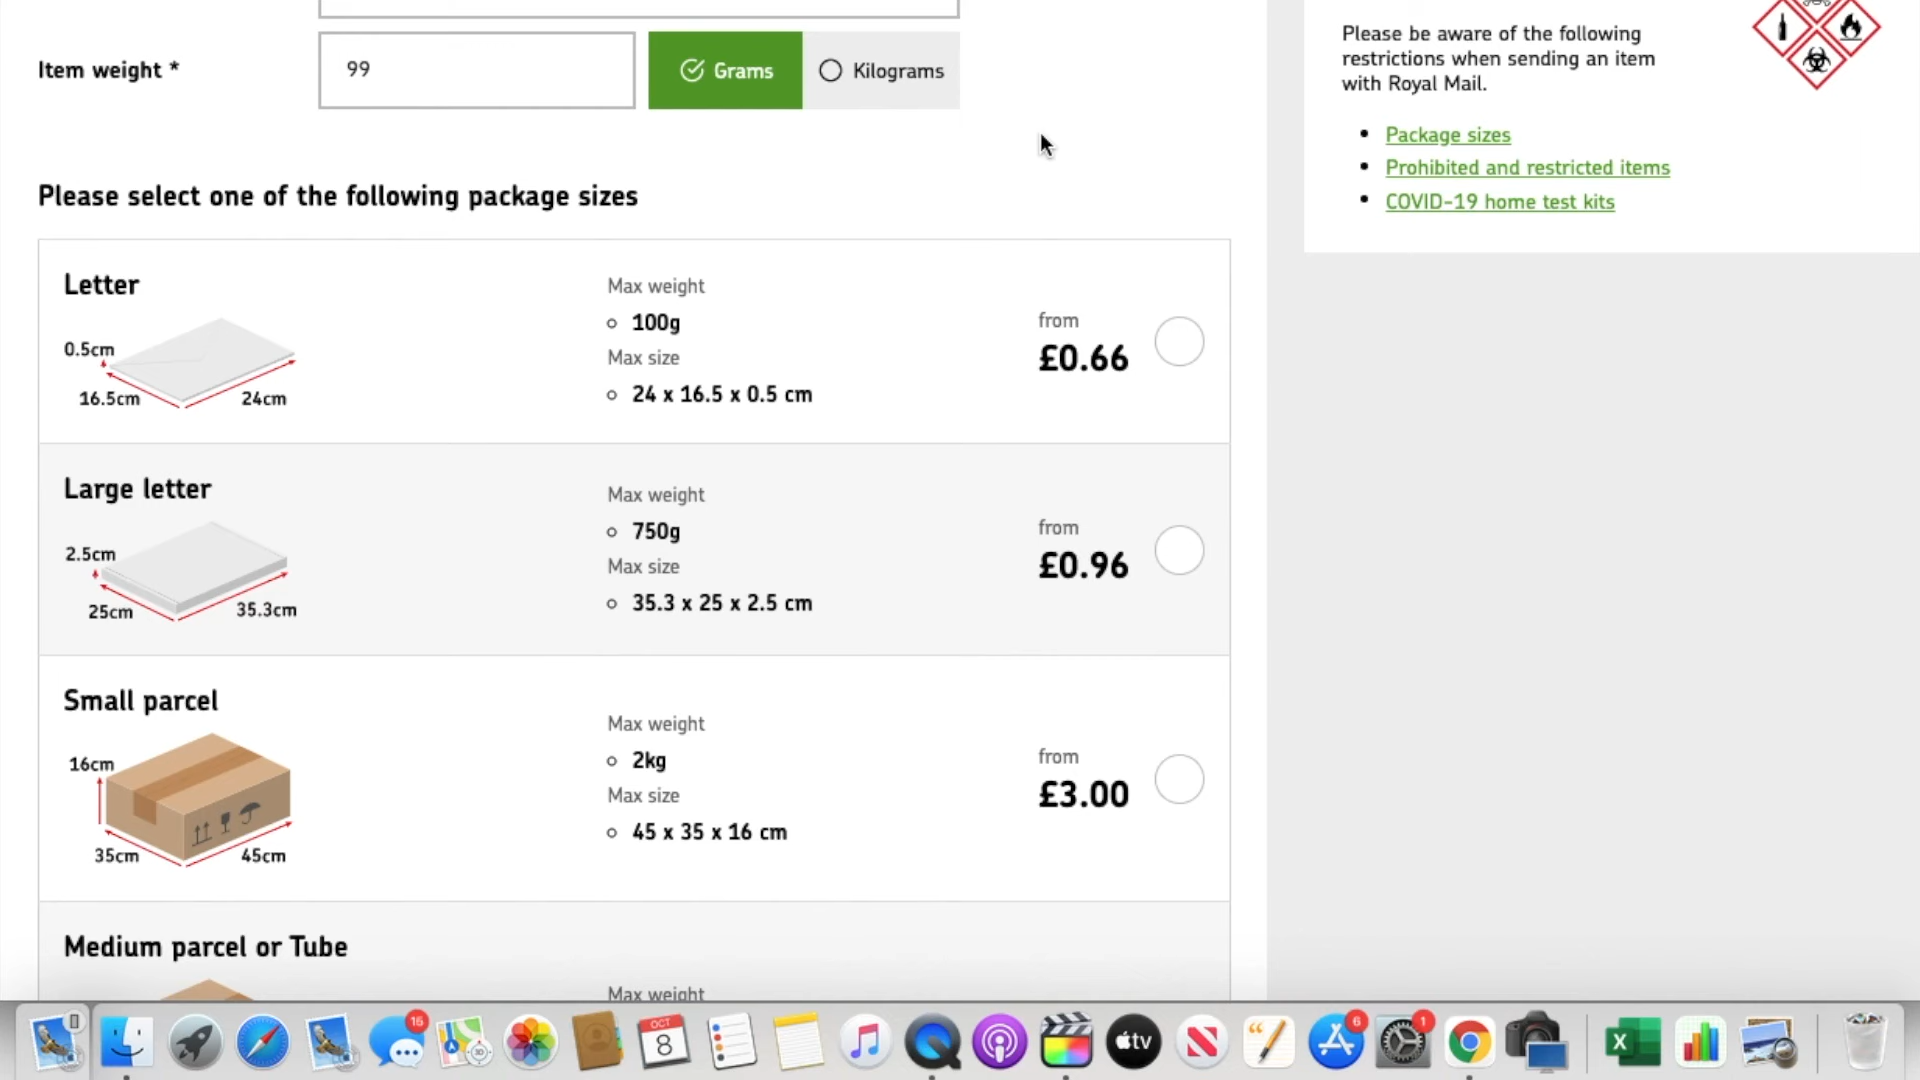 Item weight *
99
Grams
Kilograms
Please select one of the following package sizes
Letter
0.5cm
16.5cm
24cm
Max weight
100g
Max size
24 x 16.5 x 0.5 cm
from
£0.66
Large letter
2.5cm
25cm
35.3cm
Max weight
750g
Max size
35.3 x 25 x 2.5 cm
from
£0.96
Small parcel
16cm
35cm
45cm
Max weight
2kg
Max size
45 x 35 x 16 cm
from
£3.00
Medium parcel or Tube
Max weight
Please be aware of the following
restrictions when sending an item
with Royal Mail.
Package sizes
Prohibited and restricted items
COVID-19 home test kits
16
OCT
8
tv
6
1
X